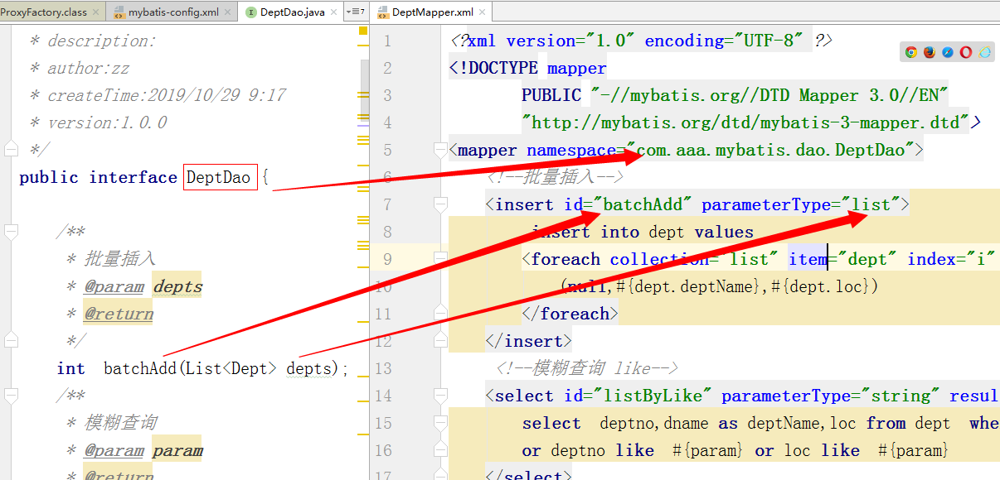 ProxyFactory.class
mybatis-config.xml
DeptDao.java
7
DeptMapper.xml
* description:
* author:zz
* createTime:2019/10/29 9:17
* version:1.0.0
*/
public interface DeptDao {
/**
* 批量插入
* @param depts
* @return
*/
int batchAdd(List<Dept> depts);
/**
* 模糊查询
* @param param
* @return
1 <?xml version="1.0" encoding="UTF-8" ?>
2 <!DOCTYPE mapper
3 PUBLIC "-//mybatis.org//DTD Mapper 3.0//EN"
4 "http://mybatis.org/dtd/mybatis-3-mapper.dtd">
5 <mapper namespace="com.aaa.mybatis.dao.DeptDao">
6 <!--批量插入-->
7 <insert id="batchAdd" parameterType="list">
8 insert into dept values
9 <foreach collection="list" item="dept" index="i"
10 (null,#{dept.deptName},#{dept.loc})
11 </foreach>
12 </insert>
13 <!--模糊查询 like-->
14 <select id="listByLike" parameterType="string" resul
15 select deptno,dname as deptName,loc from dept whe
16 or deptno like #{param} or loc like #{param}
17 </select>